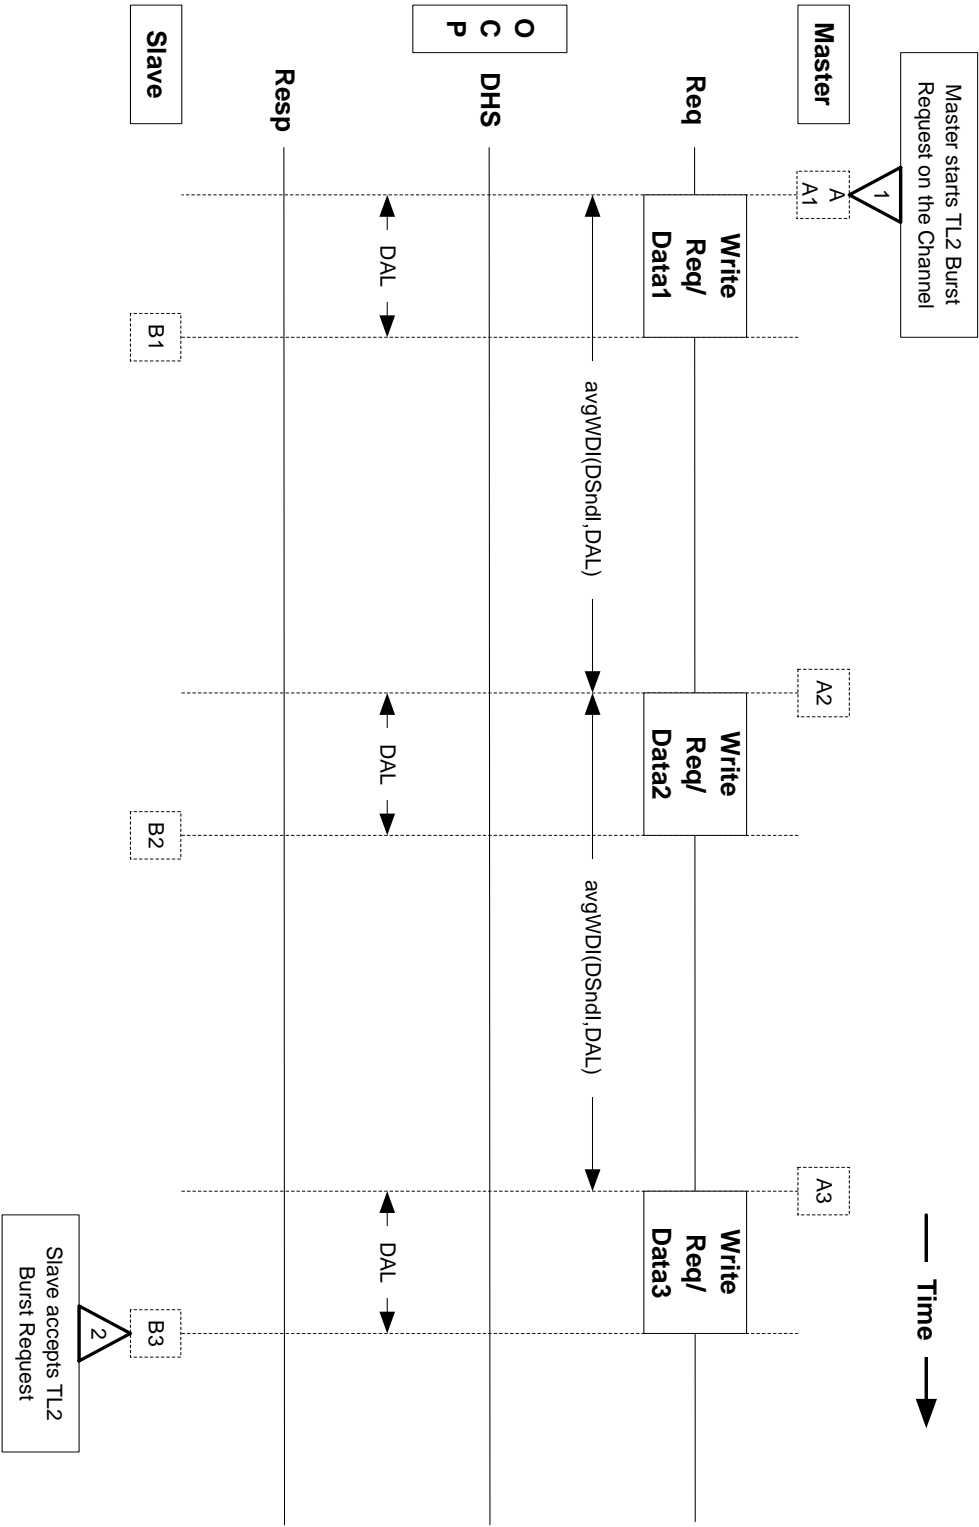 Master starts TL2 Burst
Request on the Channel
Time
1
Master
A
A1
A2
A3
Req
Write
Req/
Data1
Write
Req/
Data2
Write
Req/
Data3
avgWDI(DSndI,DAL)
avgWDI(DSndI,DAL)
O
C
P
DHS
DAL
DAL
DAL
Resp
Slave
B1
B2
B3
2
Slave accepts TL2
Burst Request